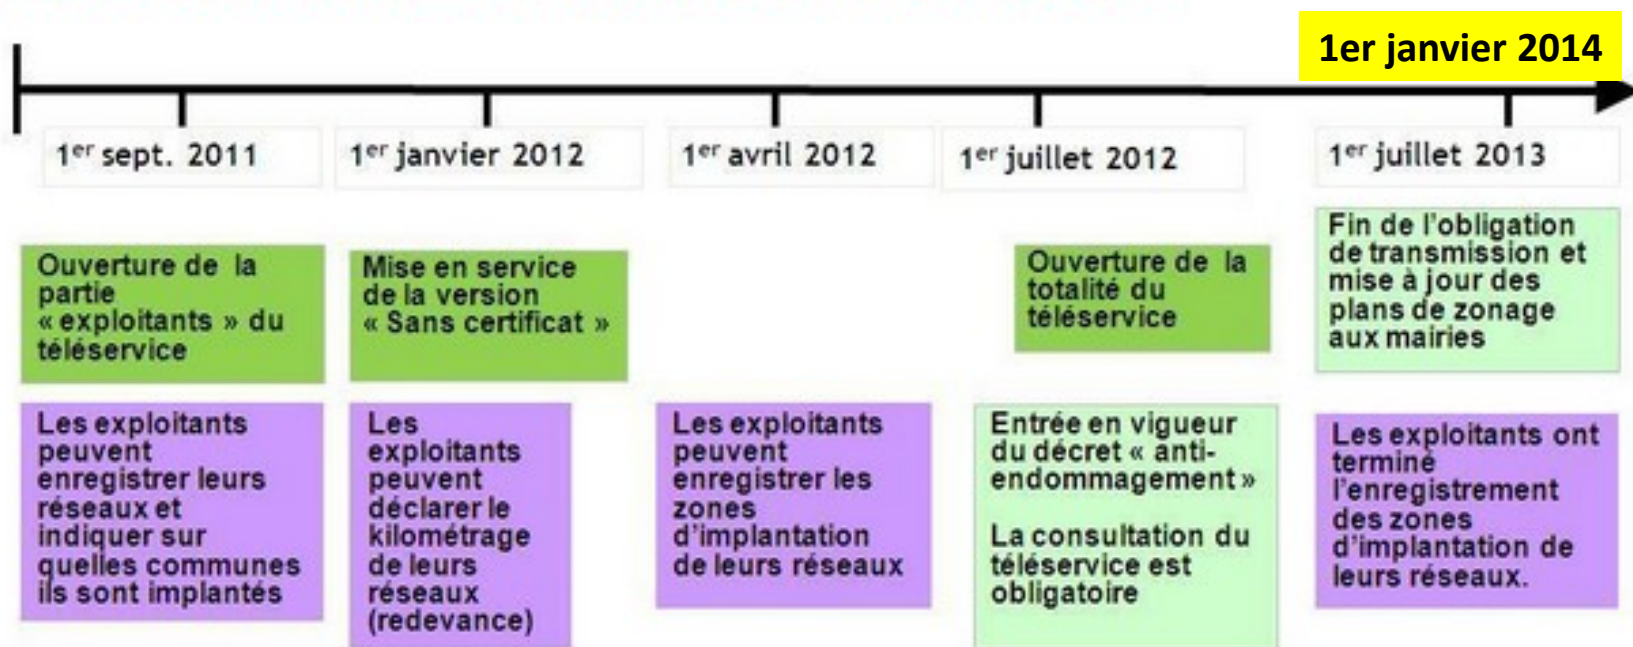 1er janvier 2014
1er sept. 2011
1er janvier 2012
1er avril 2012
1er juillet 2012
1er juillet 2013
Ouverture de la
partie
« exploitants » du
téléservice
Mise en service
de la version
« Sans certificat »
Ouverture de la
totalité du
téléservice
Fin de l'obligation
de transmission et
mise à jour des
plans de zonage
aux mairies
Les exploitants
peuvent
enregistrer leurs
réseaux et
indiquer sur
quelles communes
ils sont implantés
Les
exploitants
peuvent
déclarer le
kilométrage
de leurs
réseaux
(redevance)
Les exploitants
peuvent
enregistrer les
zones
d'implantation
de leurs réseaux
Entrée en vigueur
du décret « anti-
endommagement »
La consultation du
téléservice est
obligatoire
Les exploitants ont
terminé
l'enregistrement
des zones
d'implantation de
leurs réseaux.